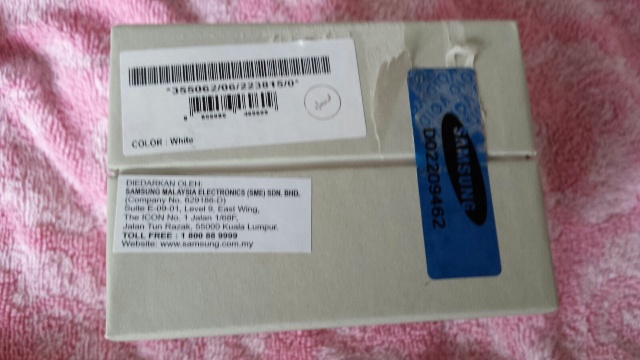 *355062/06/223815/0*
COLOR : White
DIEDARKAN OLEH:
SAMSUNG MALAYSIA ELECTRONICS (SME) SDN. BHD.
(Company No. 629186-D)
Suite E-09-01, Level 9, East Wing,
The ICON No. 1 Jalan 1/68F,
Jalan Tun Razak, 55000 Kuala Lumpur.
TOLL FREE : 1 800 88 9999
Website: www.samsung.com.my
SAMSUNG
D02209462